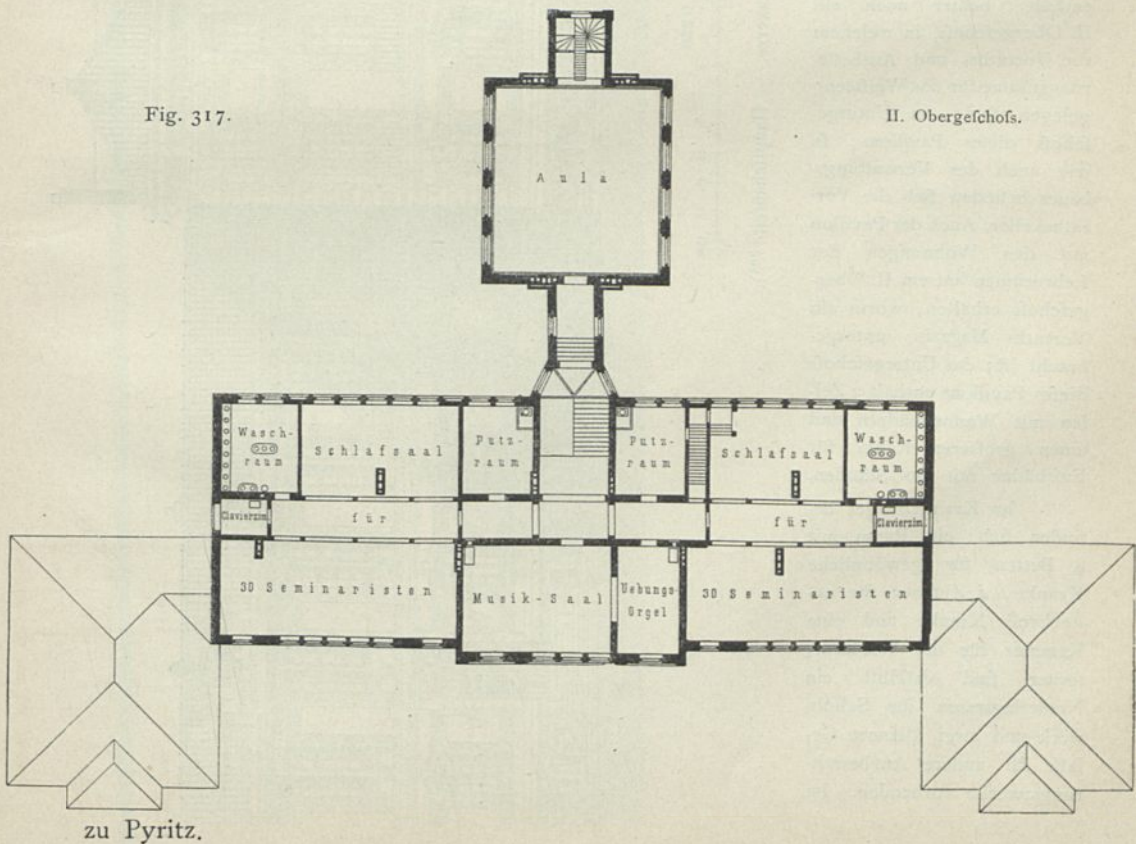 Fig. 317.
II. Obergeſchoſs.
Aula
Waſch-
raum
Schlafsaal
Putz-
raum
Putz-
raum
Schlafsaal
Waſch-
raum
Clavierzim.
für
für
Clavierzim.
30 Seminaristen
Musik-Saal
Uebungs-
Orgel
30 Seminaristen
zu Pyritz.